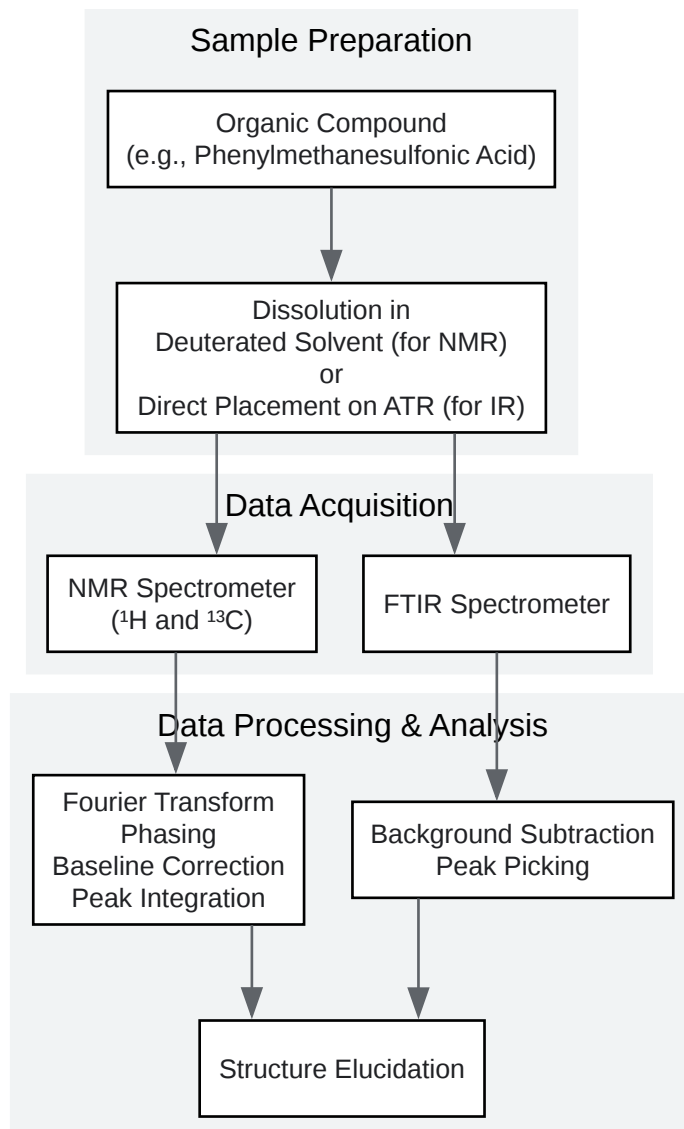 Sample Preparation
Organic Compound
(e.g., Phenylmethanesulfonic Acid)
Dissolution in
Deuterated Solvent (for NMR)
or
Direct Placement on ATR (for IR)
Data Acquisition
NMR Spectrometer
(¹H and ¹³C)
FTIR Spectrometer
Data Processing & Analysis
Fourier Transform
Phasing
Baseline Correction
Peak Integration
Background Subtraction
Peak Picking
Structure Elucidation